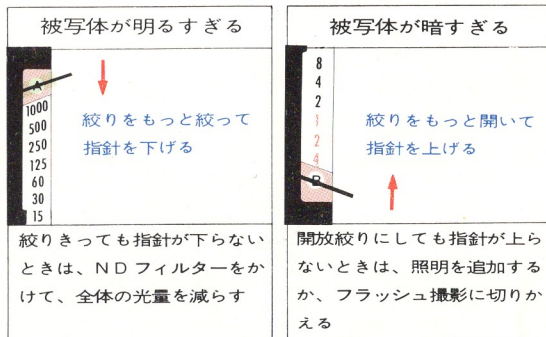 被写体が明るすぎる
A
1000
500
250
125
60
30
15
絞りをもっと絞って
指針を下げる
絞りきっても指針が下らない
ときは、NDフィルターをか
けて、全体の光量を減らす
被写体が暗すぎる
8
4
2
1
2
4
B
絞りをもっと開いて
指針を上げる
開放絞りにしても指針が上ら
ないときは、照明を追加する
か、フラッシュ撮影に切りか
える